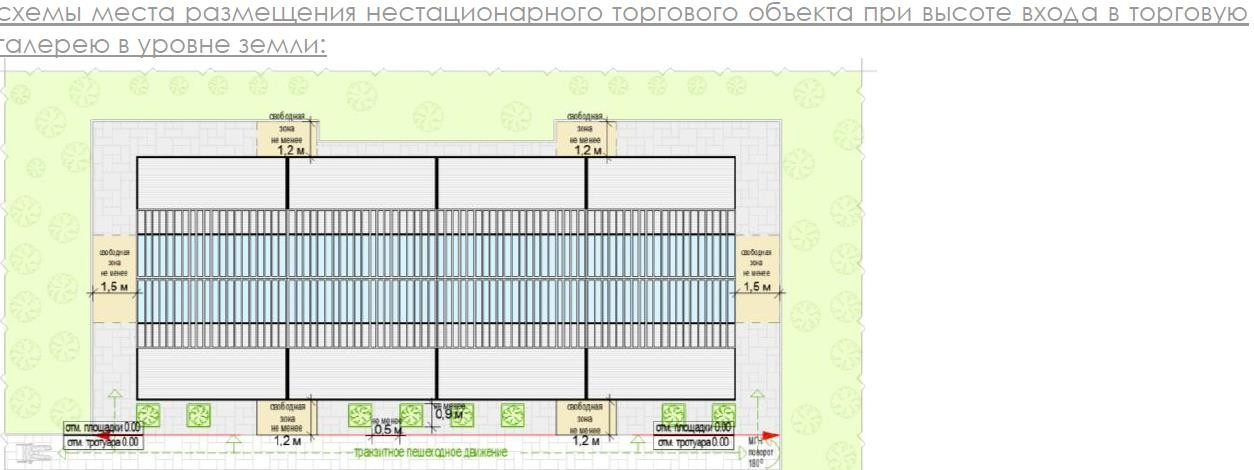 схемы места размещения нестационарного торгового объекта при высоте входа в торговую
галерею в уровне земли:
свободная
зона
не менее
1,2 м
свободная
зона
не менее
1,2 м
свободная
зона
не менее
1,5 м
свободная
зона
не менее
1,5 м
свободная
зона
не менее
1,2 м
не менее
0,5 м
не менее
0,9 м
свободная
зона
не менее
1,2 м
отм. площадки 0.00
отм. тротуара 0.00
отм. площадки 0.00
отм. тротуара 0.00
транзитное пешеходное движение
МГН
поворот
180°